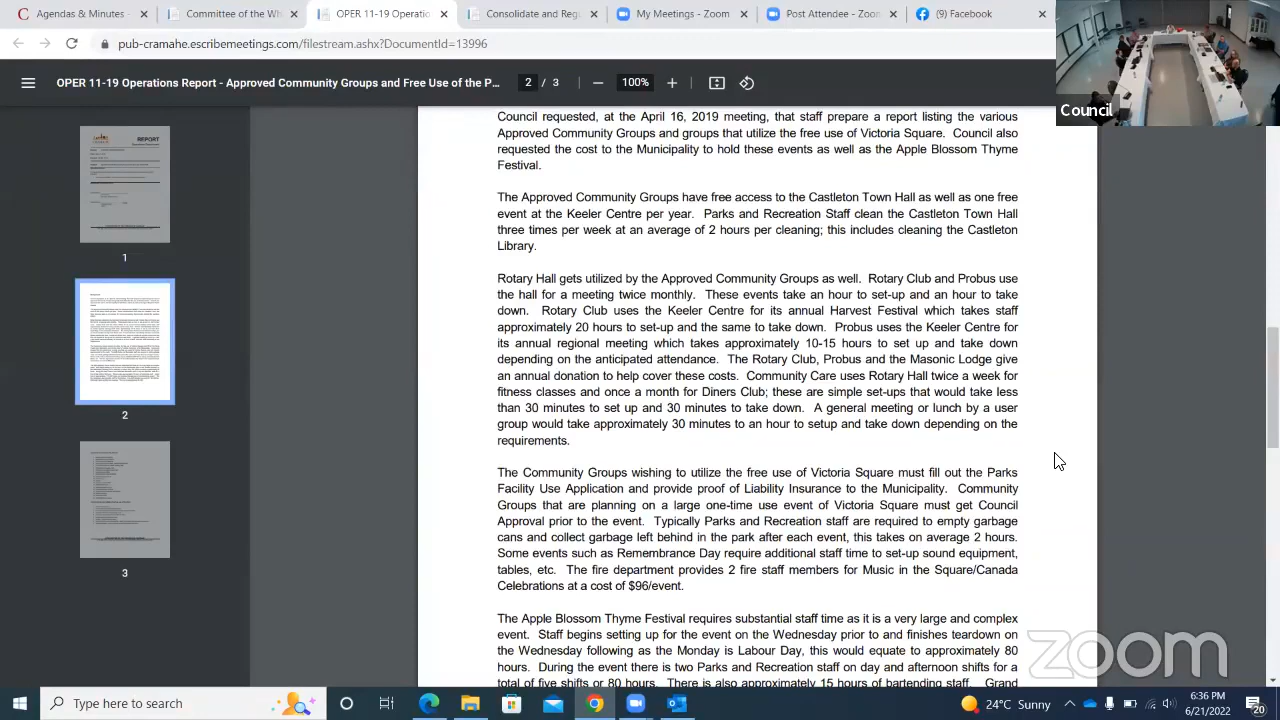 Agendas & Minutes -
Committee of the Wh
OPER 11-19 Operatio
Consolidate and Regu
My Meetings - Zoom
Post Attendee - Zoom
(9) Facebook
pub-cramahe.escribemeetings.com/filestream.ashx?DocumentId=13996
OPER 11-19 Operations Report - Approved Community Groups and Free Use of the P...
2 / 3
100%
Council
REPORT
1
2
3
Council requested, at the April 16, 2019 meeting, that staff prepare a report listing the various
Approved Community Groups and groups that utilize the free use of Victoria Square. Council also
requested the cost to the Municipality to hold these events as well as the Apple Blossom Thyme
Festival.
The Approved Community Groups have free access to the Castleton Town Hall as well as one free
event at the Keeler Centre per year. Parks and Recreation Staff clean the Castleton Town Hall
three times per week at an average of 2 hours per cleaning; this includes cleaning the Castleton
Library.
Rotary Hall gets utilized by the Approved Community Groups as well. Rotary Club and Probus use
the hall for a meeting twice monthly. These events take an hour to set-up and an hour to take
down. Rotary Club uses the Keeler Centre for its annual Harvest Festival which takes staff
approximately 20 hours to set-up and the same to take down. Probus uses the Keeler Centre for
its annual regional meeting which takes approximately 10-15 hours to set up and take down
depending on the anticipated attendance. The Rotary Club, Probus and the Masonic Lodge give
an annual donation to help cover these costs. Community Care uses Rotary Hall twice a week for
fitness classes and once a month for Diners Club; these are simple set-ups that would take less
than 30 minutes to set up and 30 minutes to take down. A general meeting or lunch by a user
group would take approximately 30 minutes to an hour to setup and take down depending on the
requirements.
The Community Groups wishing to utilize the free use of Victoria Square must fill out the Parks
Facility Use Application and provide proof of Liability Insurance to the Municipality. Community
Groups that are planning on a large one-time use event of Victoria Square must get Council
Approval prior to the event. Typically Parks and Recreation staff are required to empty garbage
cans and collect garbage left behind in the park after each event, this takes on average 2 hours.
Some events such as Remembrance Day require additional staff time to set-up sound equipment,
tables, etc. The fire department provides 2 fire staff members for Music in the Square/Canada
Celebrations at a cost of $96/event.
The Apple Blossom Thyme Festival requires substantial staff time as it is a very large and complex
event. Staff begins setting up for the event on the Wednesday prior to and finishes teardown on
the Wednesday following as the Monday is Labour Day, this would equate to approximately 80
hours. During the event there is two Parks and Recreation staff on day and afternoon shifts for a
total of five shifts or 80 hours. There is also approximately 15 hours of bartending staff. Grand
zoom
Type here to search
24°C Sunny
6:36 PM
6/21/2022
20